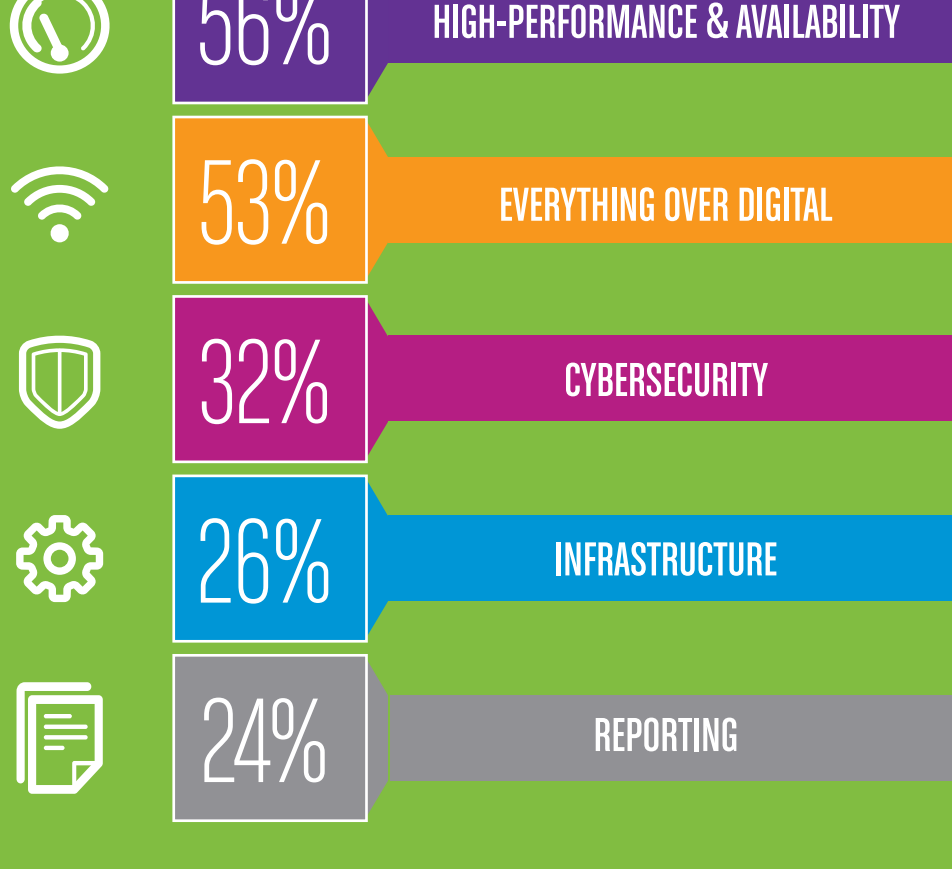 56%
HIGH-PERFORMANCE & AVAILABILITY
53%
EVERYTHING OVER DIGITAL
32%
CYBERSECURITY
26%
INFRASTRUCTURE
24%
REPORTING